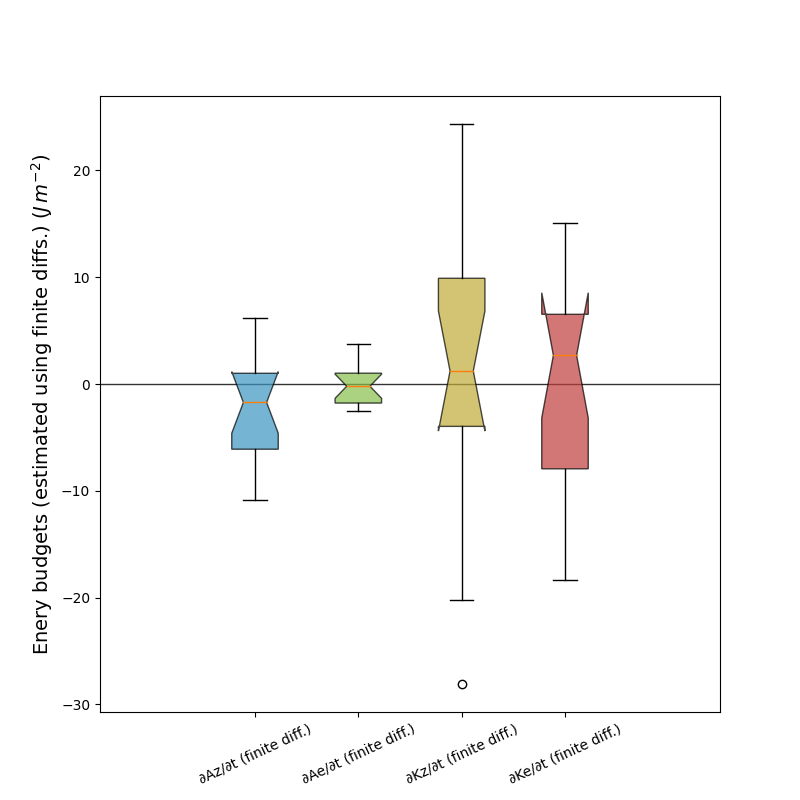 Enery budgets (estimated using finite diffs.) (J m⁻²)
20
10
0
−10
−20
−30
∂Az/∂t (finite diff.)
∂Ae/∂t (finite diff.)
∂Kz/∂t (finite diff.)
∂Ke/∂t (finite diff.)